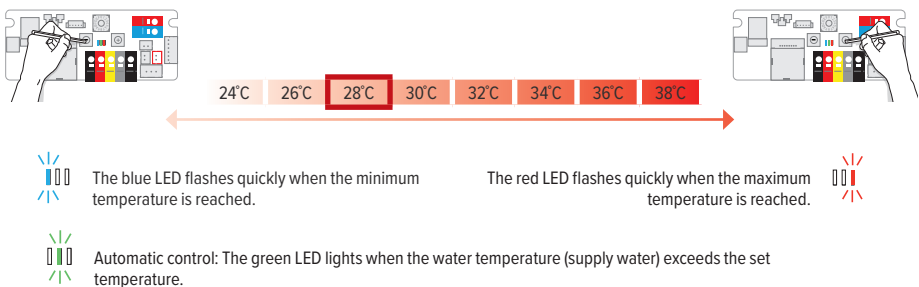 24°C 26°C 28°C 30°C 32°C 34°C 36°C 38°C
The blue LED flashes quickly when the minimum
temperature is reached.
The red LED flashes quickly when the maximum
temperature is reached.
Automatic control: The green LED lights when the water temperature (supply water) exceeds the set
temperature.